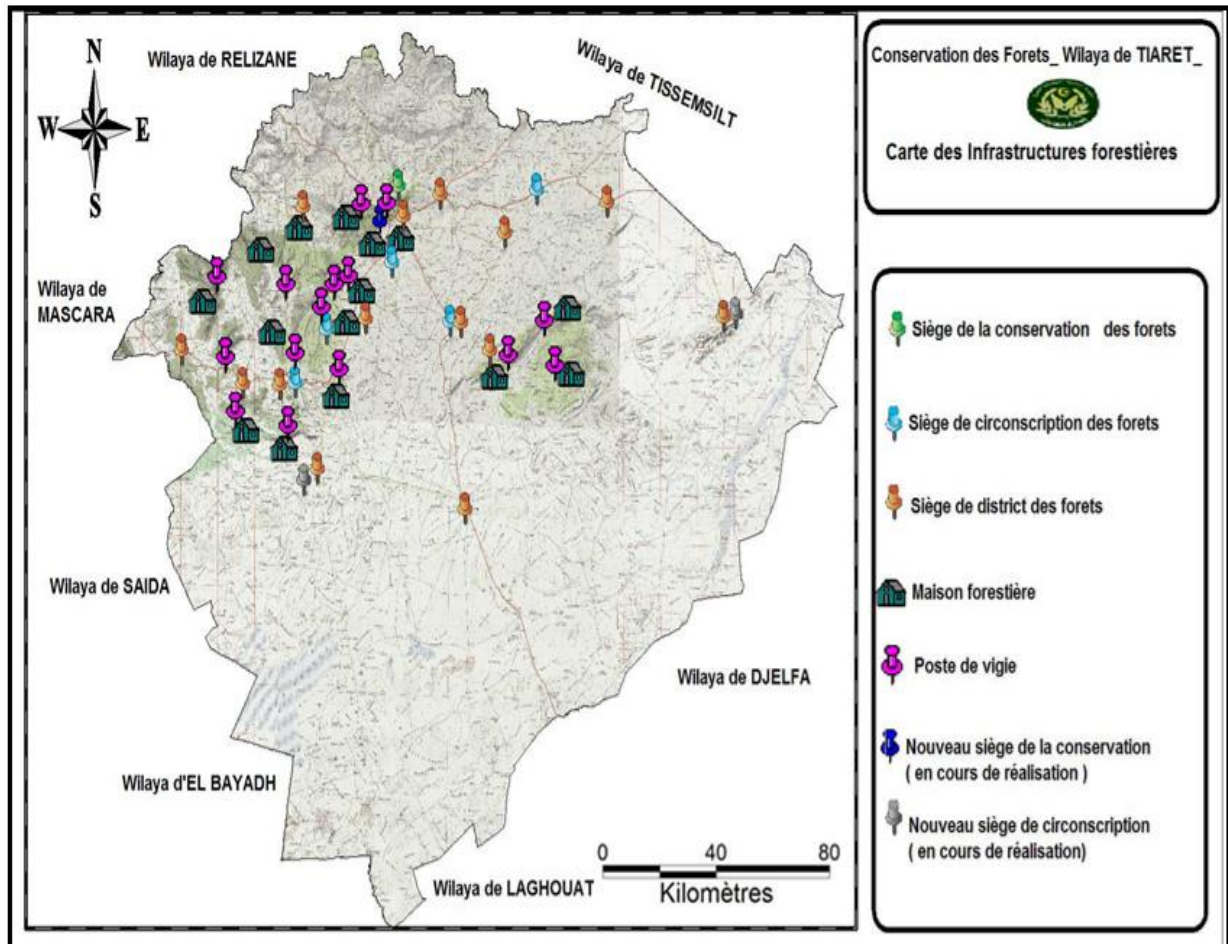 Wilaya de RELIZANE
Wilaya de TISSEMSILT
N
W E
S
Wilaya de
MASCARA
Wilaya de SAIDA
Wilaya de DJELFA
Wilaya d'EL BAYADH
Wilaya de LAGHOUAT
0 40 80
Kilomètres
Conservation des Forets_ Wilaya de TIARET_
Carte des Infrastructures forestières
Siège de la conservation des forets
Siège de circonscription des forets
Siège de district des forets
Maison forestière
Poste de vigie
Nouveau siège de la conservation
( en cours de réalisation )
Nouveau siège de circonscription
( en cours de réalisation)